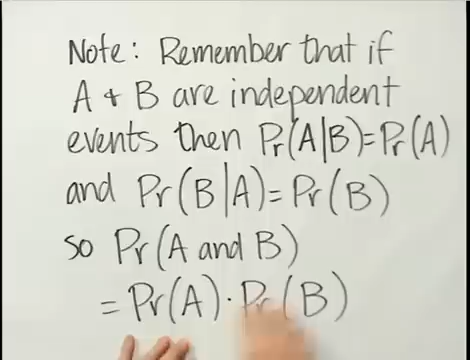 Note: Remember that if
A + B are independent
events then Pr(A|B)=Pr(A)
and Pr(B|A)=Pr(B)
so Pr(A and B)
=Pr(A)·Pr(B)